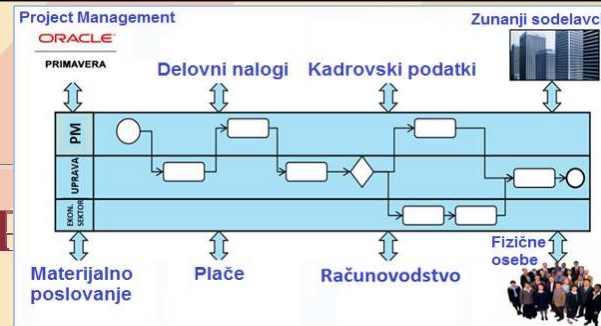 Project Management
ORACLE
PRIMAVERA
Zunanji sodelavci
Delovni nalogi
Kadrovski podatki
PM
UPRAVA
EKON.
SEKTOR
Materijalno
poslovanje
Plače
Računovodstvo
Fizične
osebe